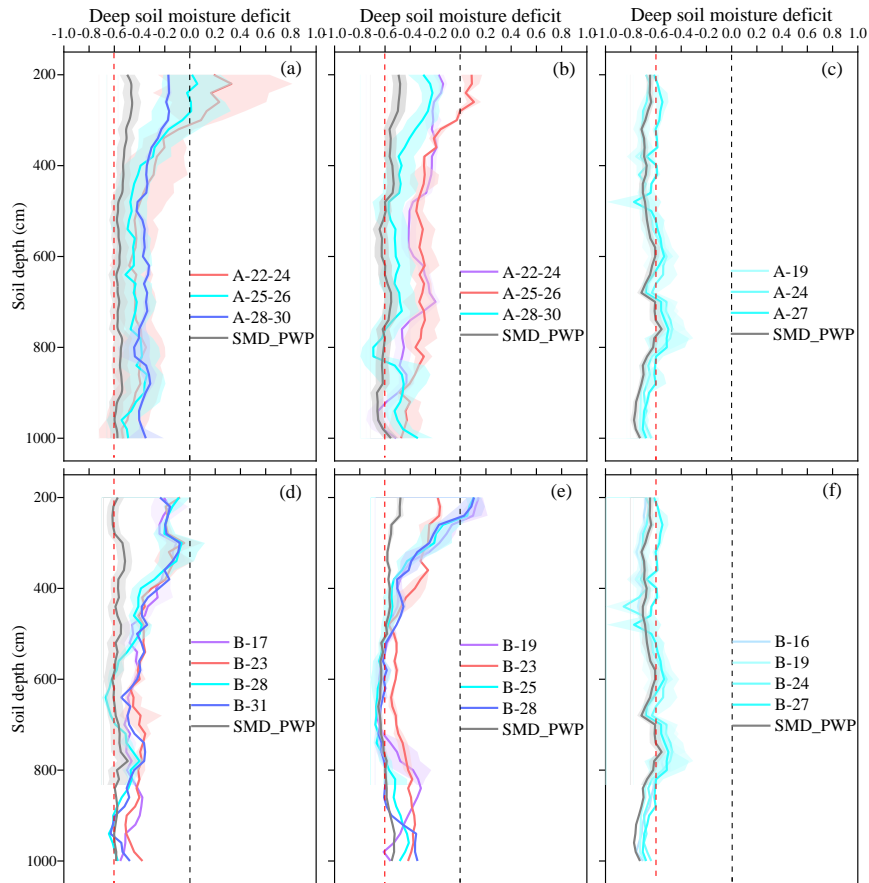 Deep soil moisture deficit Deep soil moisture deficit Deep soil moisture deficit
-1.0-0.8-0.6-0.4-0.2 0.0 0.2 0.4 0.6 0.8 1.0 -1.0-0.8-0.6-0.4-0.2 0.0 0.2 0.4 0.6 0.8 1.0 -1.0-0.8-0.6-0.4-0.2 0.0 0.2 0.4 0.6 0.8 1.0
(a) (b) (c)
200
400
600
800
1000
Soil depth (cm)
A-22-24
A-25-26
A-28-30
SMD_PWP
A-22-24
A-25-26
A-28-30
SMD_PWP
A-19
A-24
A-27
SMD_PWP
(d) (e) (f)
200
400
600
800
1000
Soil depth (cm)
B-17
B-23
B-28
B-31
SMD_PWP
B-19
B-23
B-25
B-28
SMD_PWP
B-16
B-19
B-24
B-27
SMD_PWP